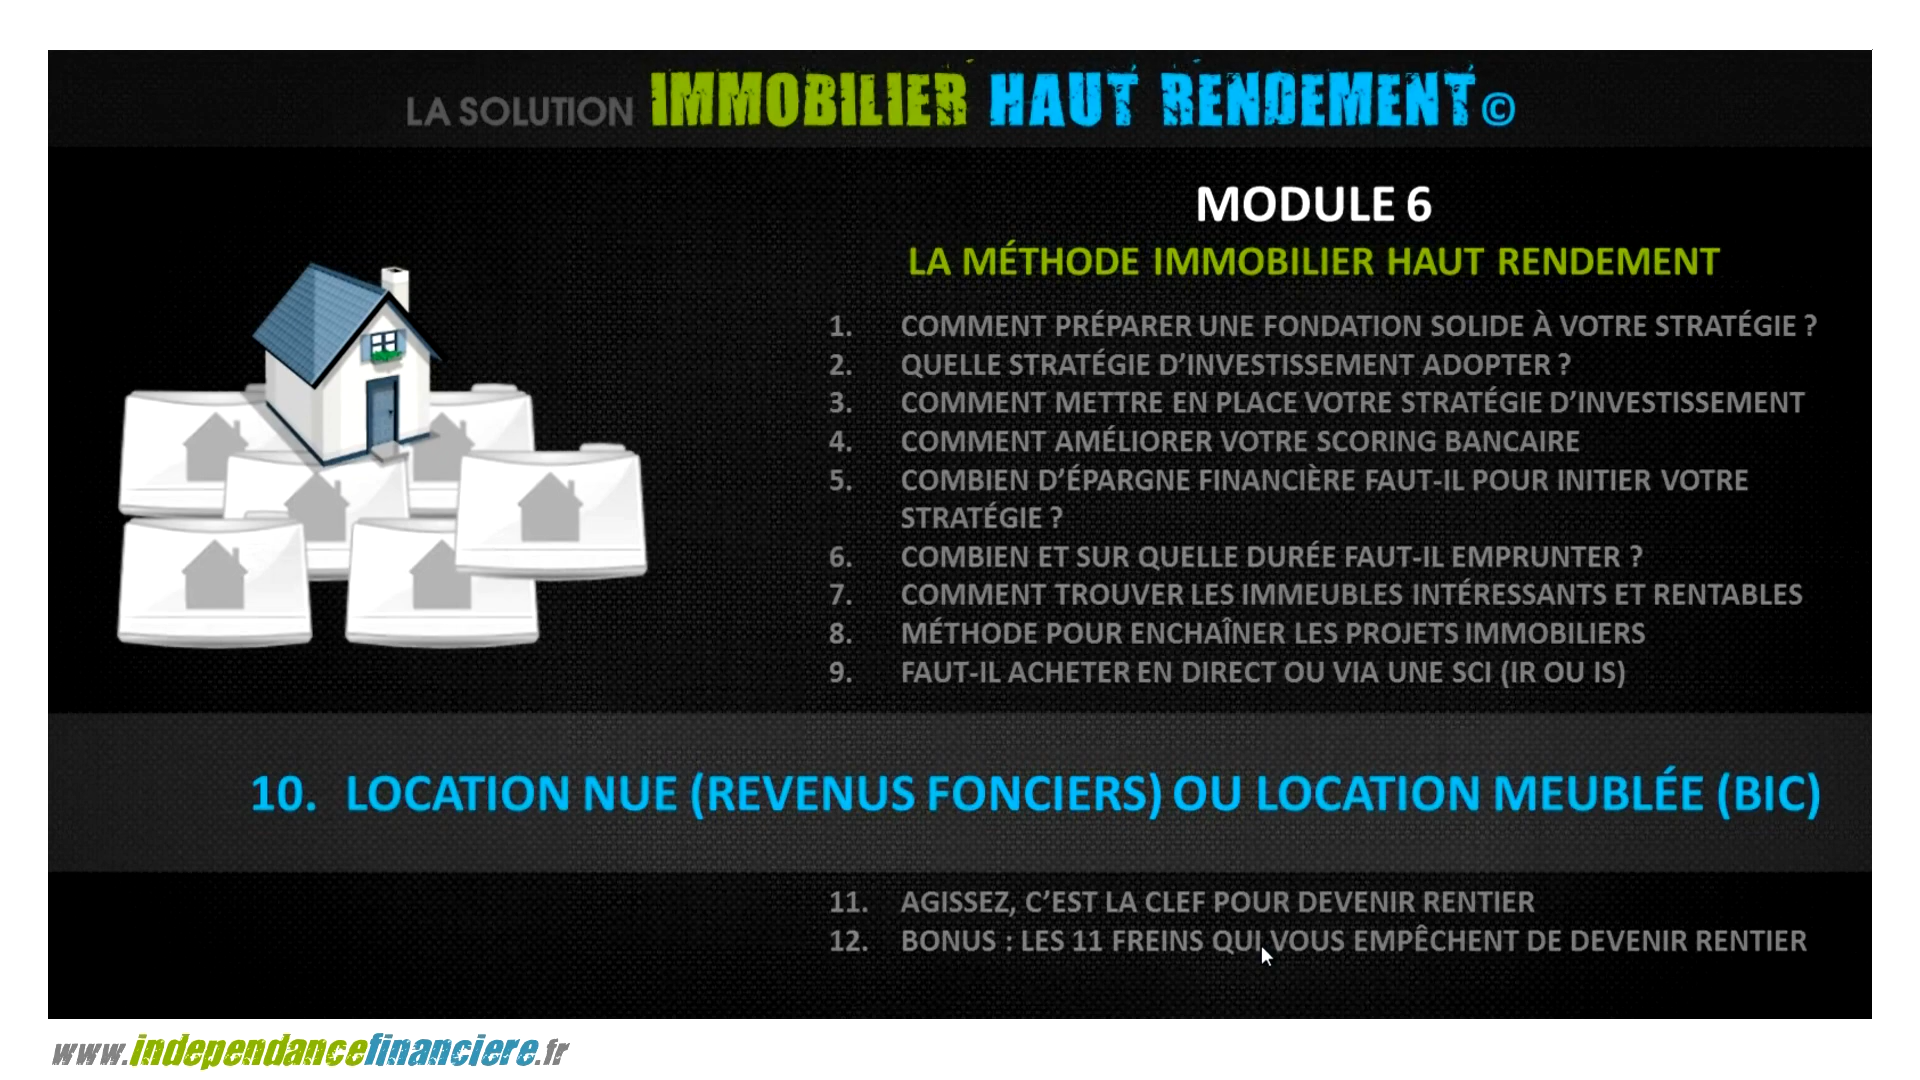 LA SOLUTION IMMOBILIER HAUT RENDEMENT©
MODULE 6
LA MÉTHODE IMMOBILIER HAUT RENDEMENT
1. COMMENT PRÉPARER UNE FONDATION SOLIDE À VOTRE STRATÉGIE ?
2. QUELLE STRATÉGIE D'INVESTISSEMENT ADOPTER ?
3. COMMENT METTRE EN PLACE VOTRE STRATÉGIE D'INVESTISSEMENT
4. COMMENT AMÉLIORER VOTRE SCORING BANCAIRE
5. COMBIEN D'ÉPARGNE FINANCIÈRE FAUT-IL POUR INITIER VOTRE
STRATÉGIE ?
6. COMBIEN ET SUR QUELLE DURÉE FAUT-IL EMPRUNTER ?
7. COMMENT TROUVER LES IMMEUBLES INTÉRESSANTS ET RENTABLES
8. MÉTHODE POUR ENCHAÎNER LES PROJETS IMMOBILIERS
9. FAUT-IL ACHETER EN DIRECT OU VIA UNE SCI (IR OU IS)
10. LOCATION NUE (REVENUS FONCIERS) OU LOCATION MEUBLÉE (BIC)
11. AGISSEZ, C'EST LA CLEF POUR DEVENIR RENTIER
12. BONUS : LES 11 FREINS QUI VOUS EMPÊCHENT DE DEVENIR RENTIER
www.independancefinanciere.fr